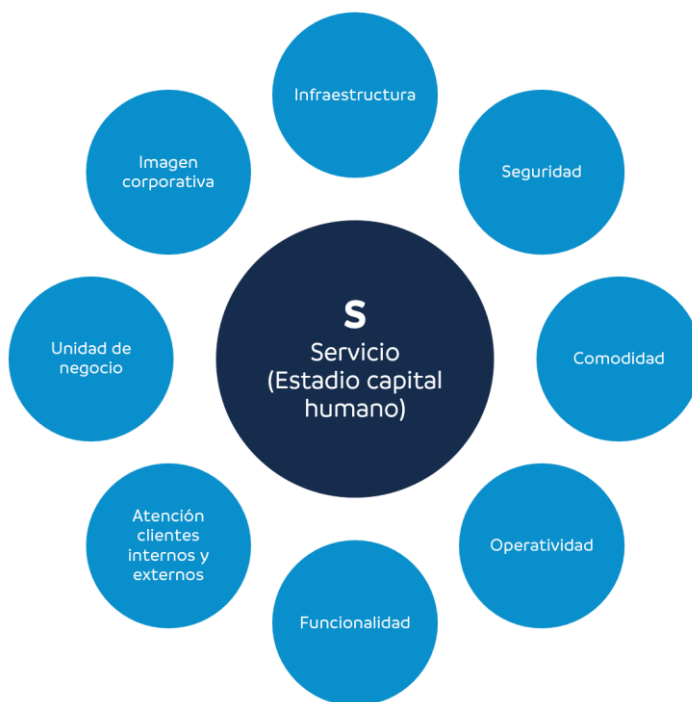 Infraestructura
Imagen
corporativa
Seguridad
S
Servicio
(Estadio capital
humano)
Unidad de
negocio
Comodidad
Atención
clientes
internos y
externos
Operatividad
Funcionalidad